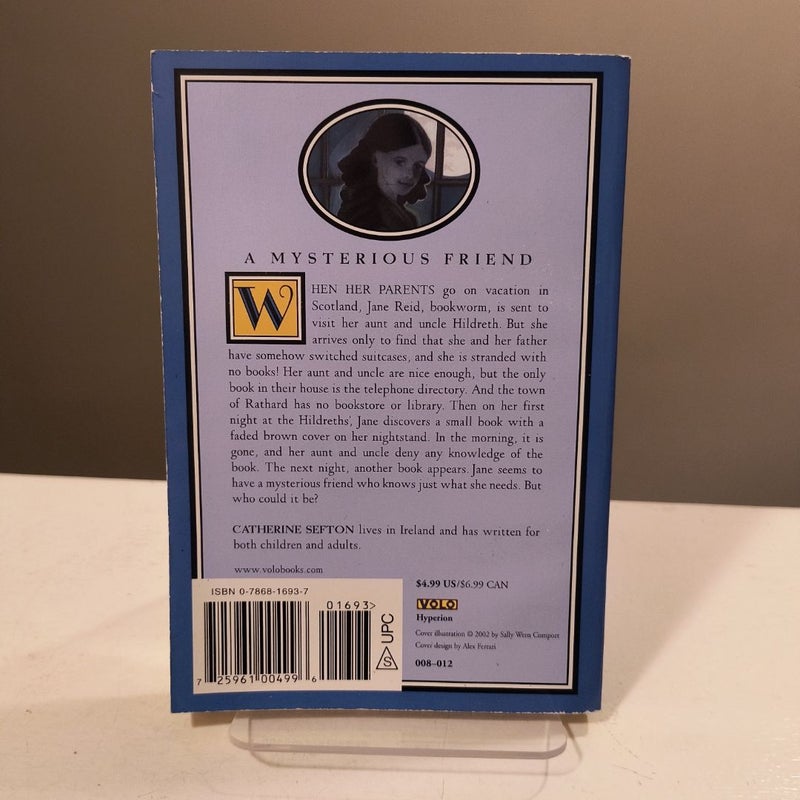 A MYSTERIOUS FRIEND
WHEN HER PARENTS go on vacation in
Scotland, Jane Reid, bookworm, is sent to
visit her aunt and uncle Hildreth. But she
arrives only to find that she and her father
have somehow switched suitcases, and she is stranded with
no books! Her aunt and uncle are nice enough, but the only
book in their house is the telephone directory. And the town
of Rathard has no bookstore or library. Then on her first
night at the Hildreths', Jane discovers a small book with a
faded brown cover on her nightstand. In the morning, it is
gone, and her aunt and uncle deny any knowledge of the
book. The next night, another book appears. Jane seems to
have a mysterious friend who knows just what she needs. But
who could it be?
CATHERINE SEFTON lives in Ireland and has written for
both children and adults.
www.volobooks.com
ISBN 0-7868-1693-7
01693>
7 25961 00499 6
S UPC
$4.99 US/$6.99 CAN
VOLO
Hyperion
Cover illustration © 2002 by Sally Wern Comport
Cover design by Alex Ferrari
008-012